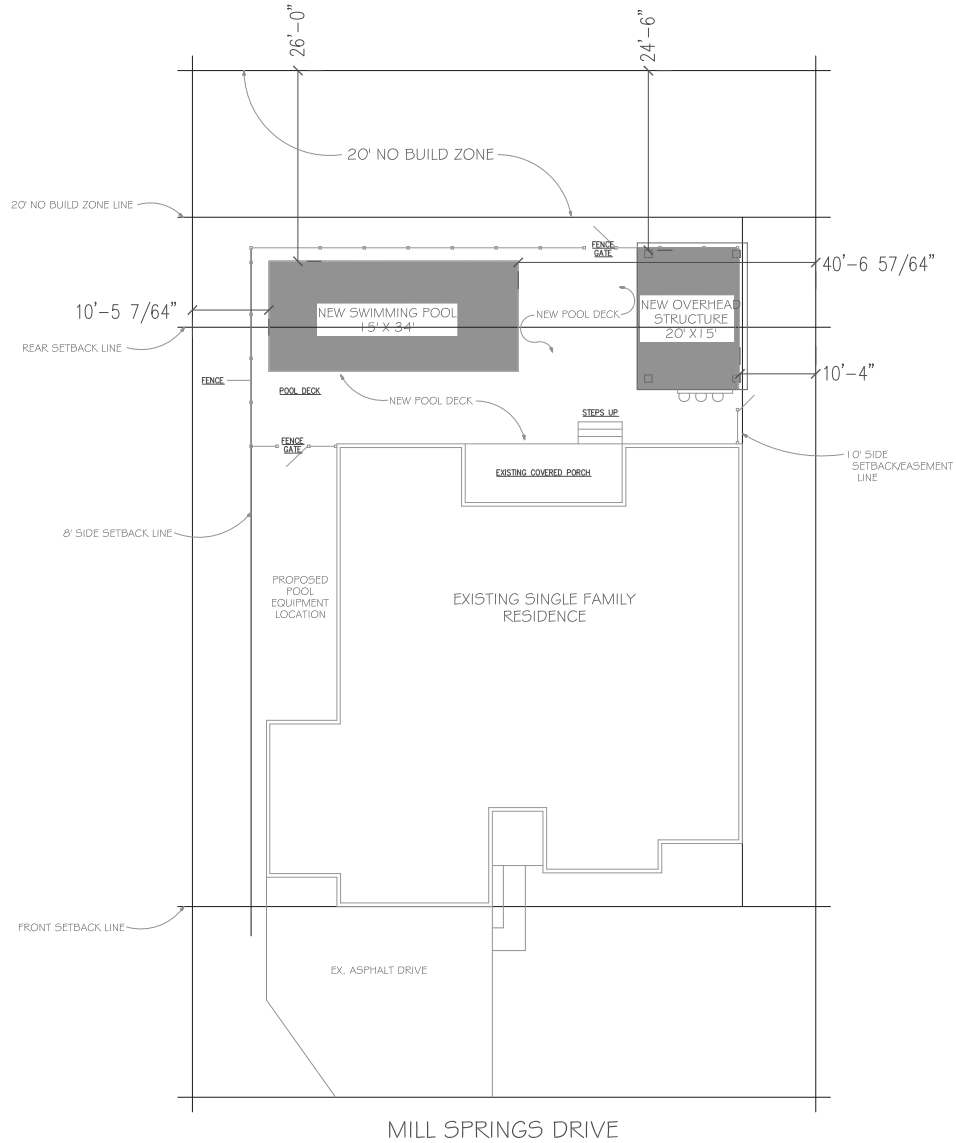 26'-0"
24'-6"
20' NO BUILD ZONE
20' NO BUILD ZONE LINE
FENCE
GATE
40'-6 57/64"
10'-5 7/64"
NEW SWIMMING POOL
15' X 34'
NEW POOL DECK
NEW OVERHEAD
STRUCTURE
20' X15'
REAR SETBACK LINE
10'-4"
FENCE
POOL DECK
NEW POOL DECK
STEPS UP
FENCE
GATE
10' SIDE
SETBACK/EASEMENT
LINE
EXISTING COVERED PORCH
8' SIDE SETBACK LINE
PROPOSED
POOL
EQUIPMENT
LOCATION
EXISTING SINGLE FAMILY
RESIDENCE
FRONT SETBACK LINE
EX. ASPHALT DRIVE
MILL SPRINGS DRIVE